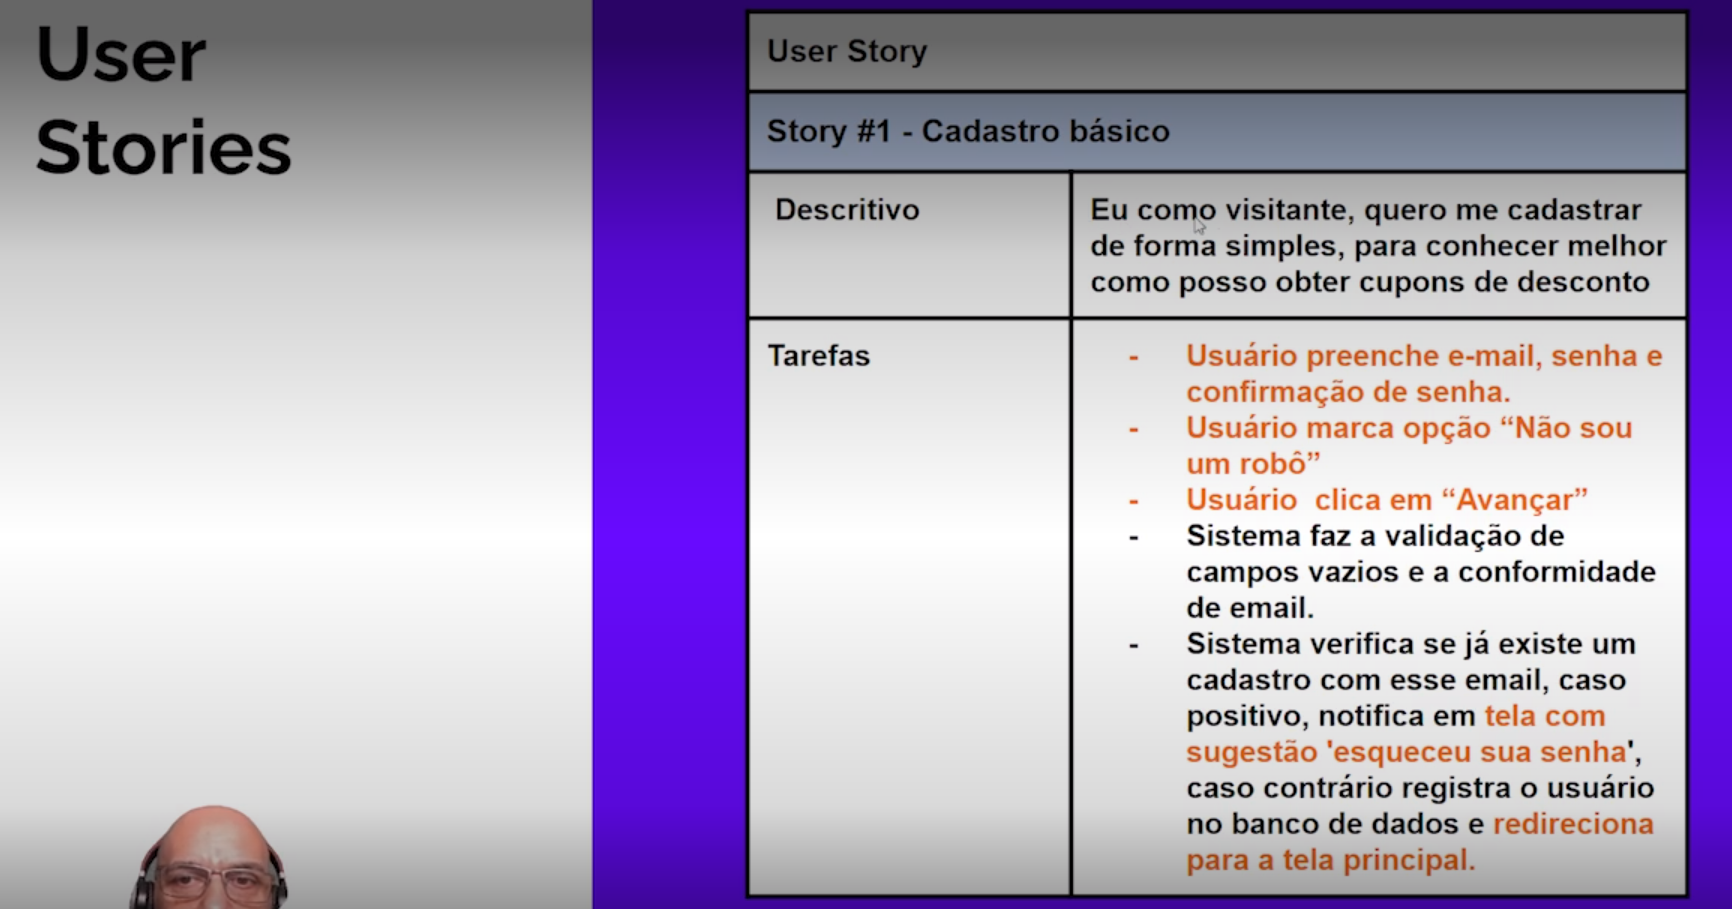 User
Stories
User Story
Story #1 - Cadastro básico
Descritivo
Eu como visitante, quero me cadastrar
de forma simples, para conhecer melhor
como posso obter cupons de desconto
Tarefas
- Usuário preenche e-mail, senha e
confirmação de senha.
- Usuário marca opção “Não sou
um robô”
- Usuário  clica em “Avançar”
- Sistema faz a validação de
campos vazios e a conformidade
de email.
- Sistema verifica se já existe um
cadastro com esse email, caso
positivo, notifica em tela com
sugestão 'esqueceu sua senha',
caso contrário registra o usuário
no banco de dados e redireciona
para a tela principal.